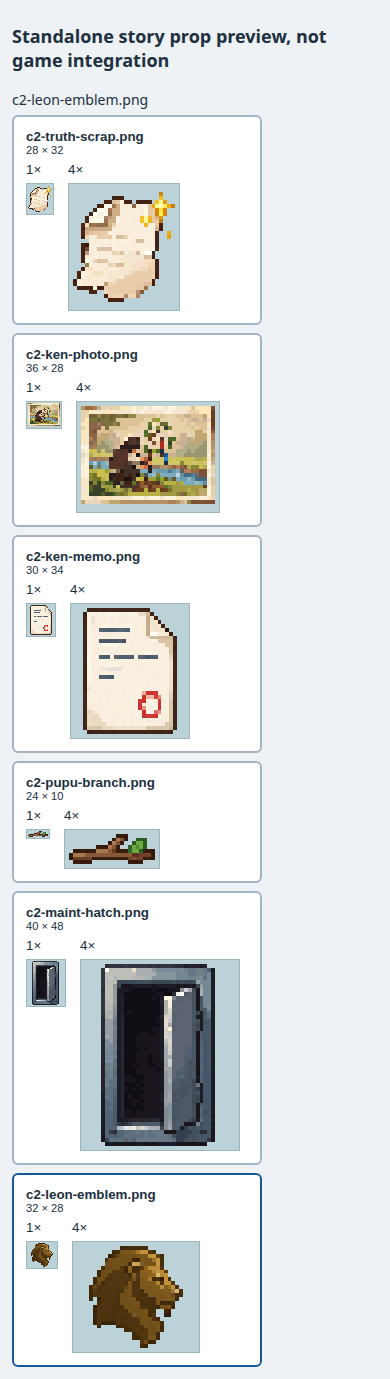 Standalone story prop preview, not
game integration
c2-leon-emblem.png
c2-truth-scrap.png
28 × 32
1× 4×
c2-ken-photo.png
36 × 28
1× 4×
c2-ken-memo.png
30 × 34
1× 4×
c2-pupu-branch.png
24 × 10
1× 4×
c2-maint-hatch.png
40 × 48
1× 4×
c2-leon-emblem.png
32 × 28
1× 4×